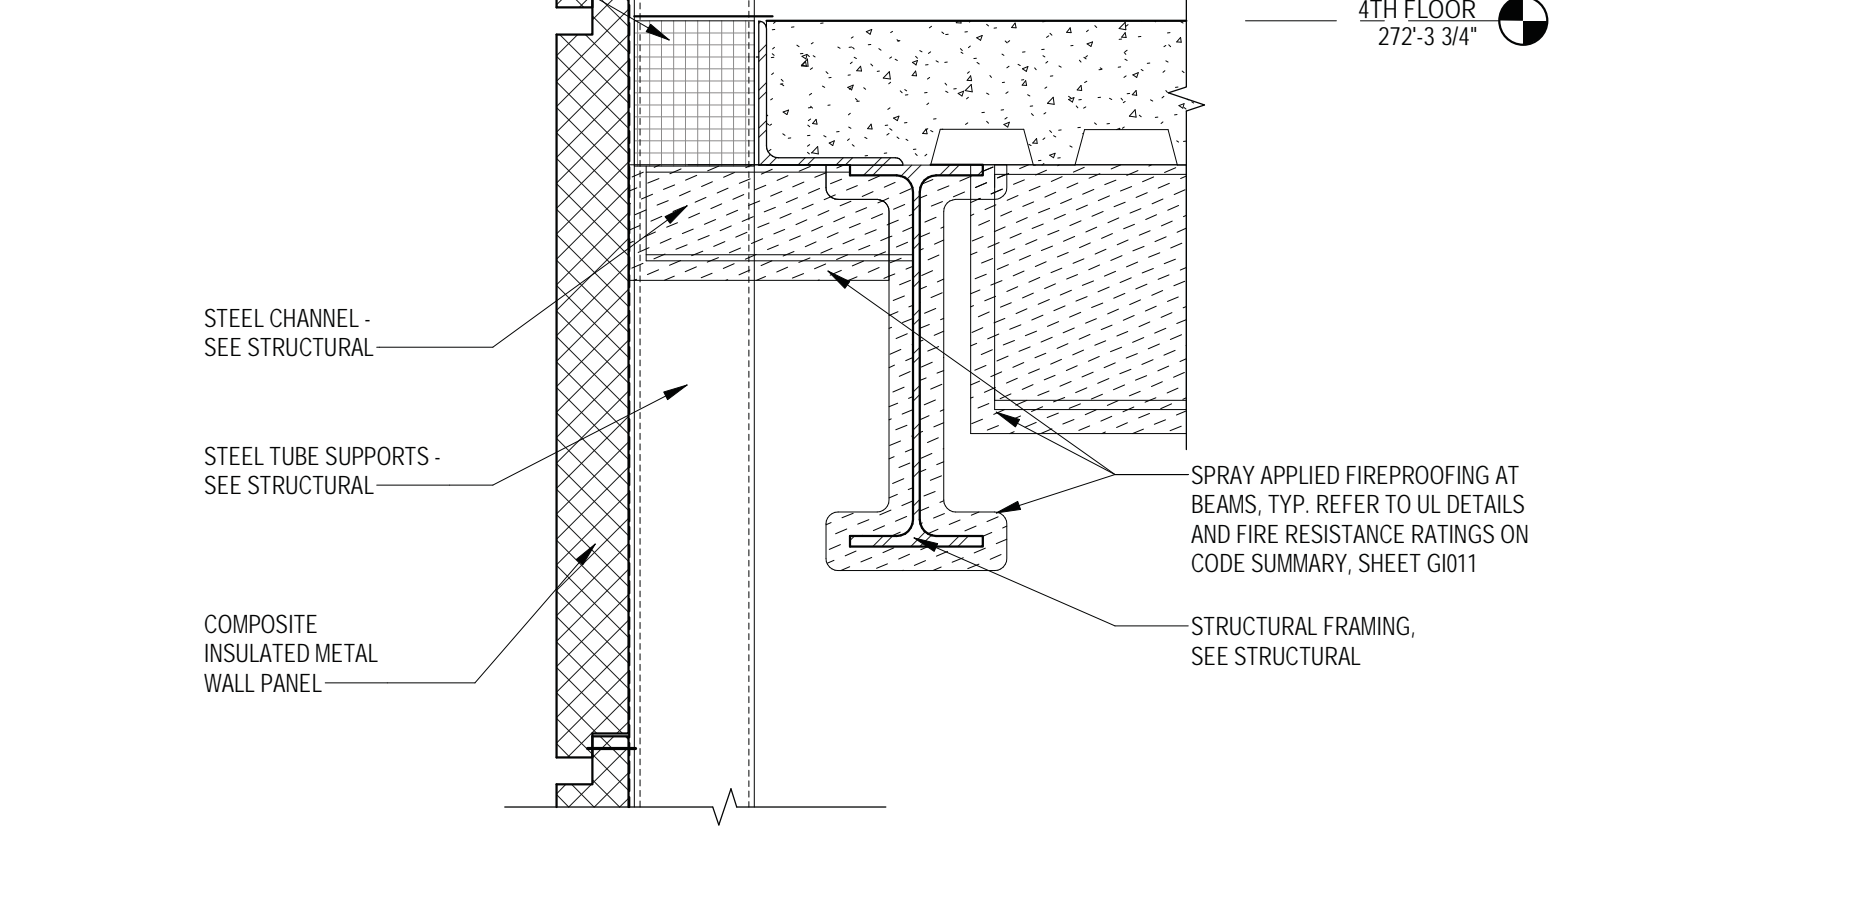 4TH FLOOR
272'-3 3/4"
STEEL CHANNEL -
SEE STRUCTURAL
STEEL TUBE SUPPORTS -
SEE STRUCTURAL
COMPOSITE
INSULATED METAL
WALL PANEL
SPRAY APPLIED FIREPROOFING AT
BEAMS, TYP. REFER TO UL DETAILS
AND FIRE RESISTANCE RATINGS ON
CODE SUMMARY, SHEET GI011
STRUCTURAL FRAMING,
SEE STRUCTURAL